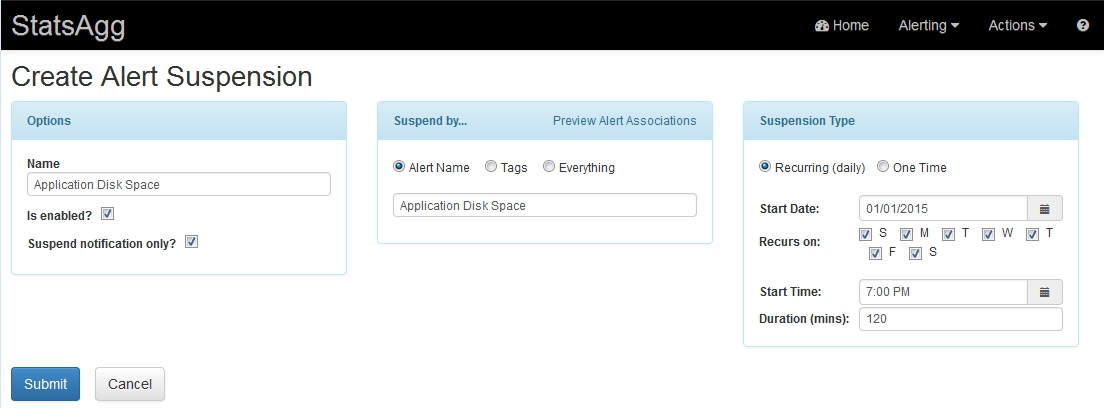 StatsAgg Home Alerting Actions
Create Alert Suspension
Options
Name
Application Disk Space
Is enabled?
Suspend notification only?
Suspend by... Preview Alert Associations
Alert Name Tags Everything
Application Disk Space
Suspension Type
Recurring (daily) One Time
Start Date: 01/01/2015
Recurs on: S M T W T
F S
Start Time: 7:00 PM
Duration (mins): 120
Submit Cancel